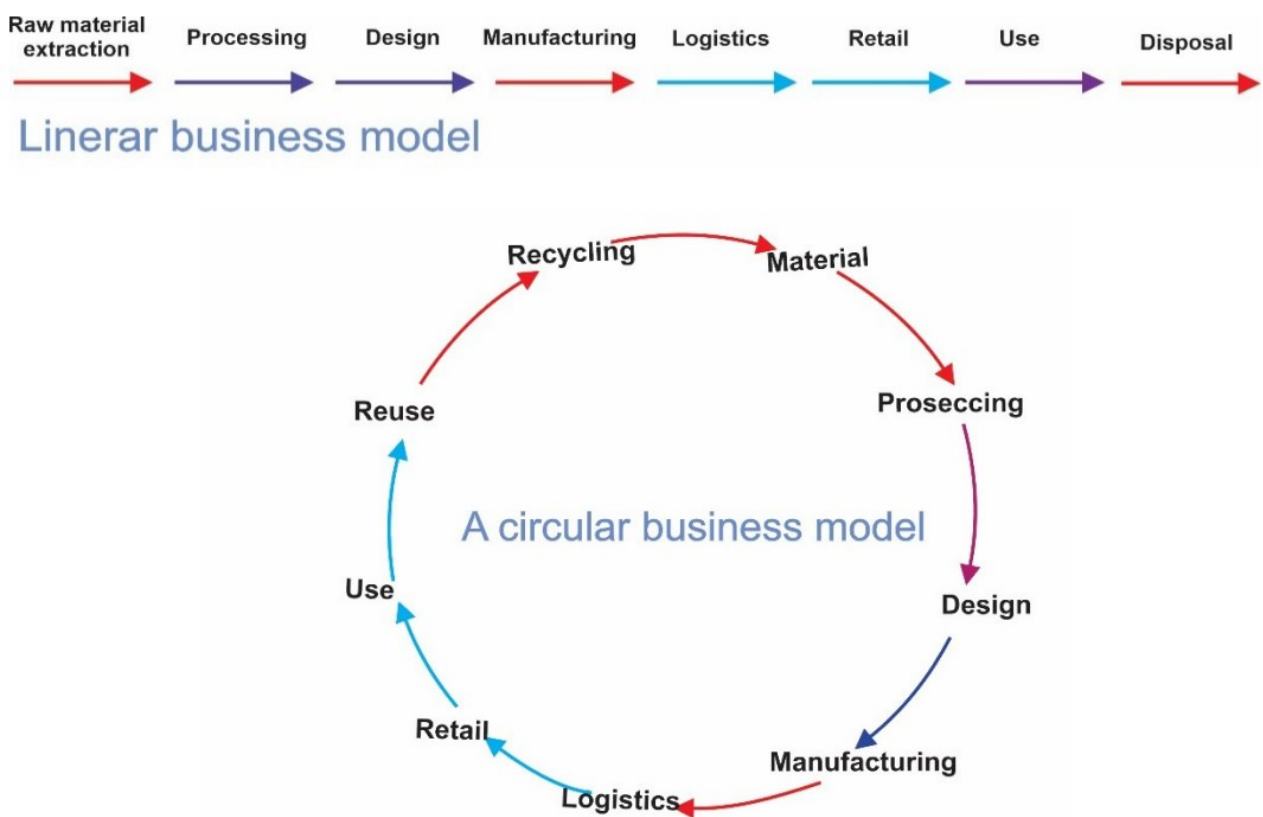 Raw material
extraction
Processing
Design
Manufacturing
Logistics
Retail
Use
Disposal
Linerar business model
Recycling
Material
Proseccing
Design
Manufacturing
Logistics
Retail
Use
Reuse
A circular business model